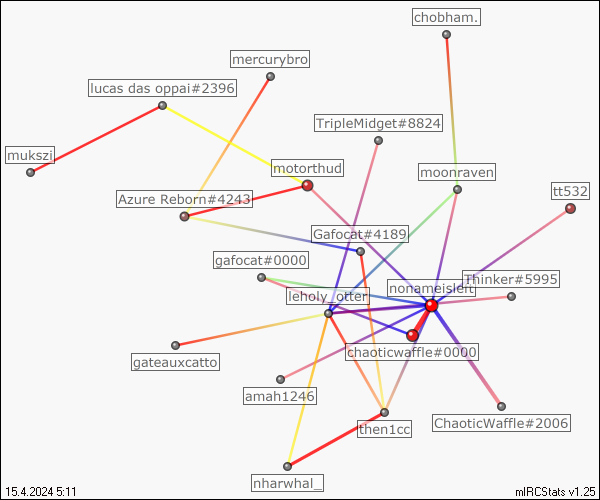 chobham.
mercurybro
lucas das oppai#2396
TripleMidget#8824
mukszi
motorthud
moonraven
tt532
Azure Reborn#4243
Gafocat#4189
gafocat#0000
Thinker#5995
nonameisleft
leholy_otter
chaoticwaffle#0000
gateauxcatto
amah1246
ChaoticWaffle#2006
then1cc
nharwhal_
15.4.2024 5:11
mIRCStats v1.25